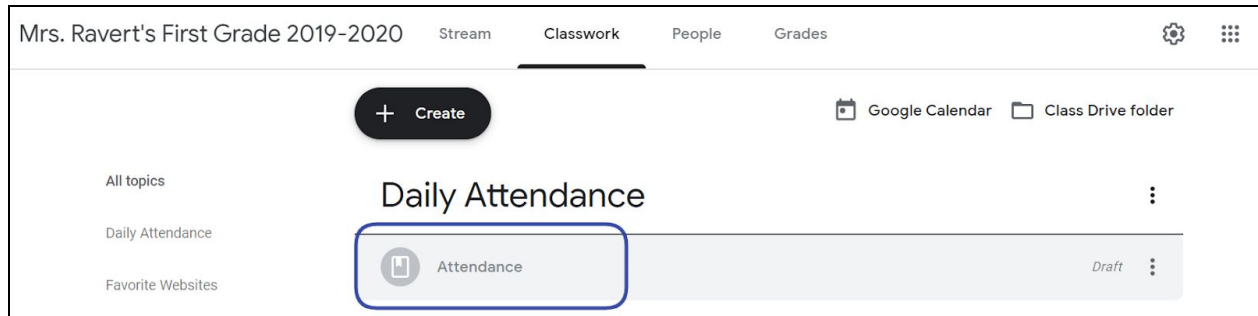 Mrs. Ravert's First Grade 2019-2020 Stream Classwork People Grades
+ Create
Google Calendar Class Drive folder
All topics
Daily Attendance
Daily Attendance
Attendance Draft
Favorite Websites